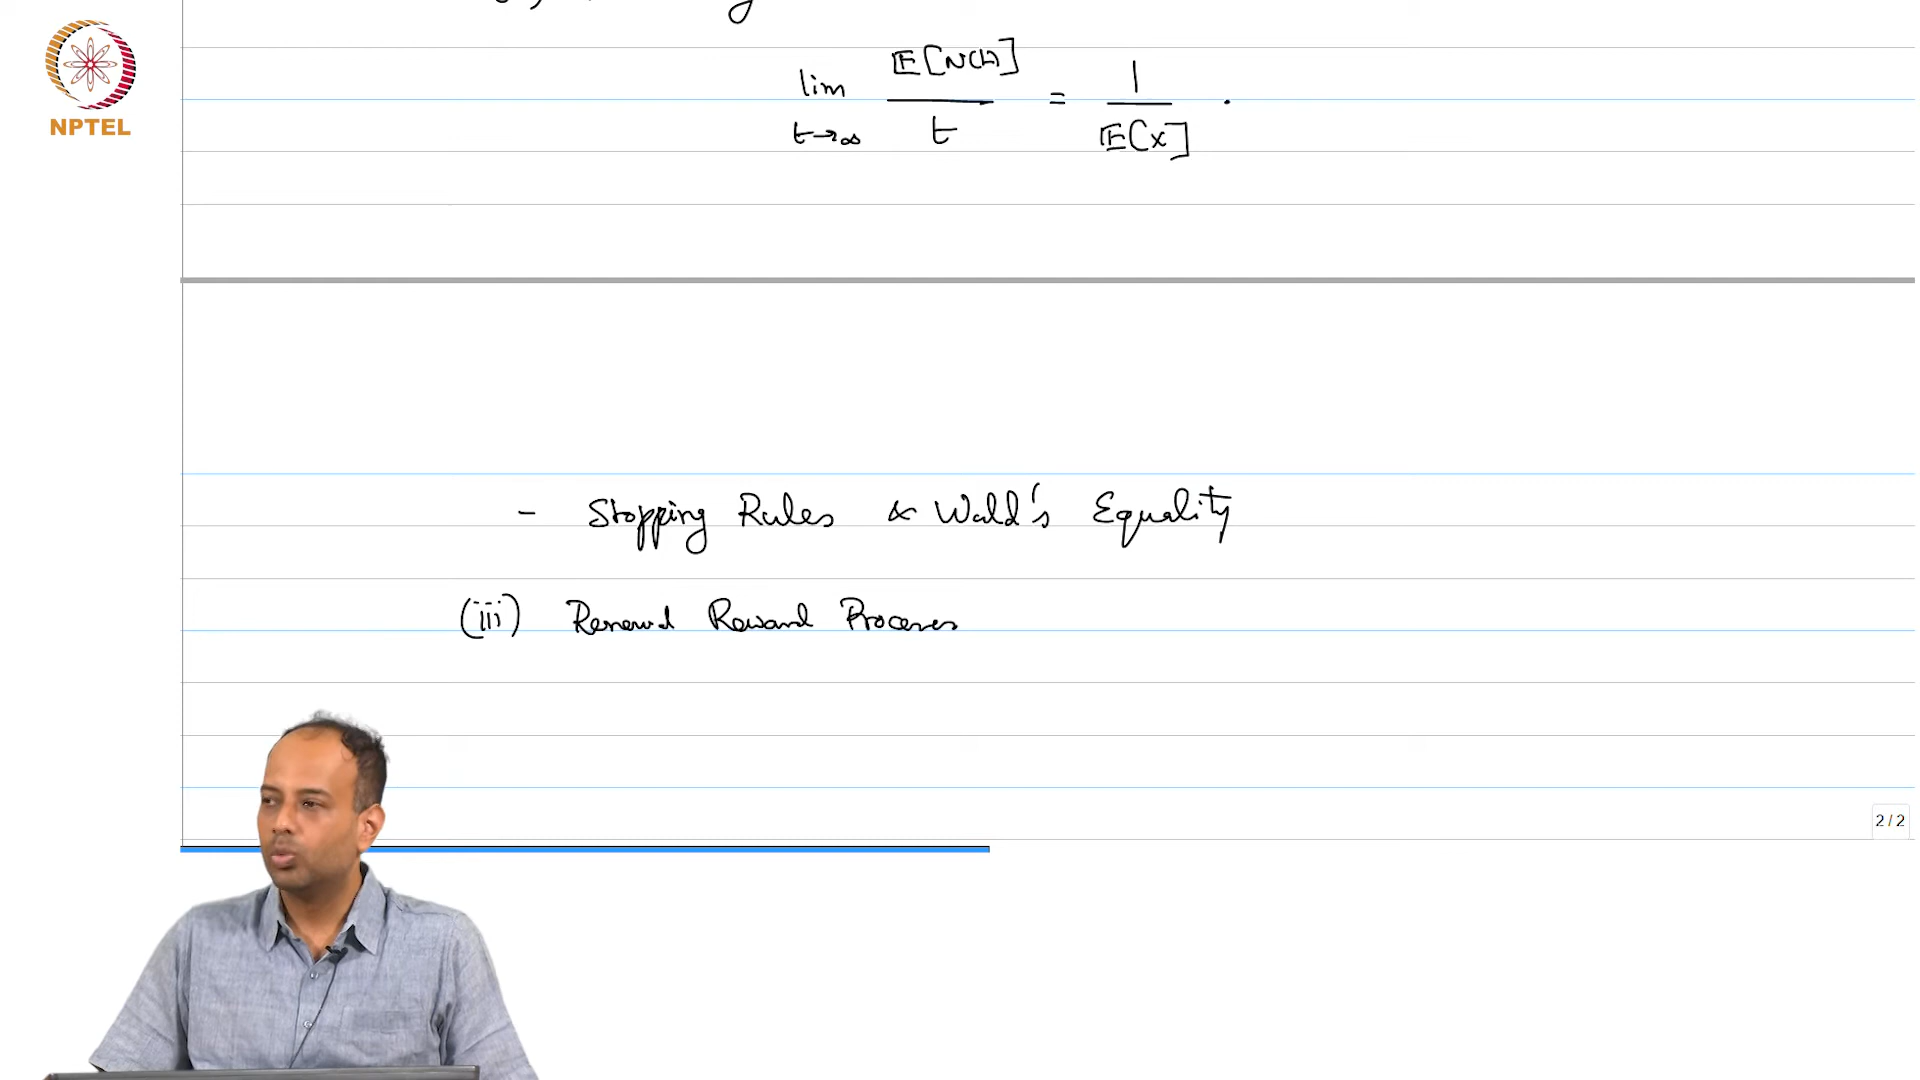 NPTEL
lim t→∞ E[N(t)] / t = 1 / E[X] .
- Stopping Rules & Wald's Equality
(iii) Renewal Reward Processes
2 / 2